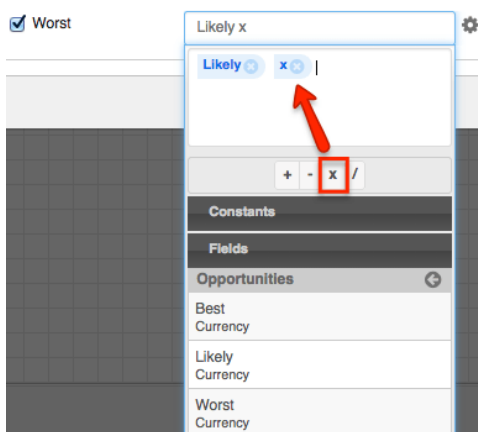 Worst
Likely x
Likely x
+ - x /
Constants
Fields
Opportunities
Best
Currency
Likely
Currency
Worst
Currency